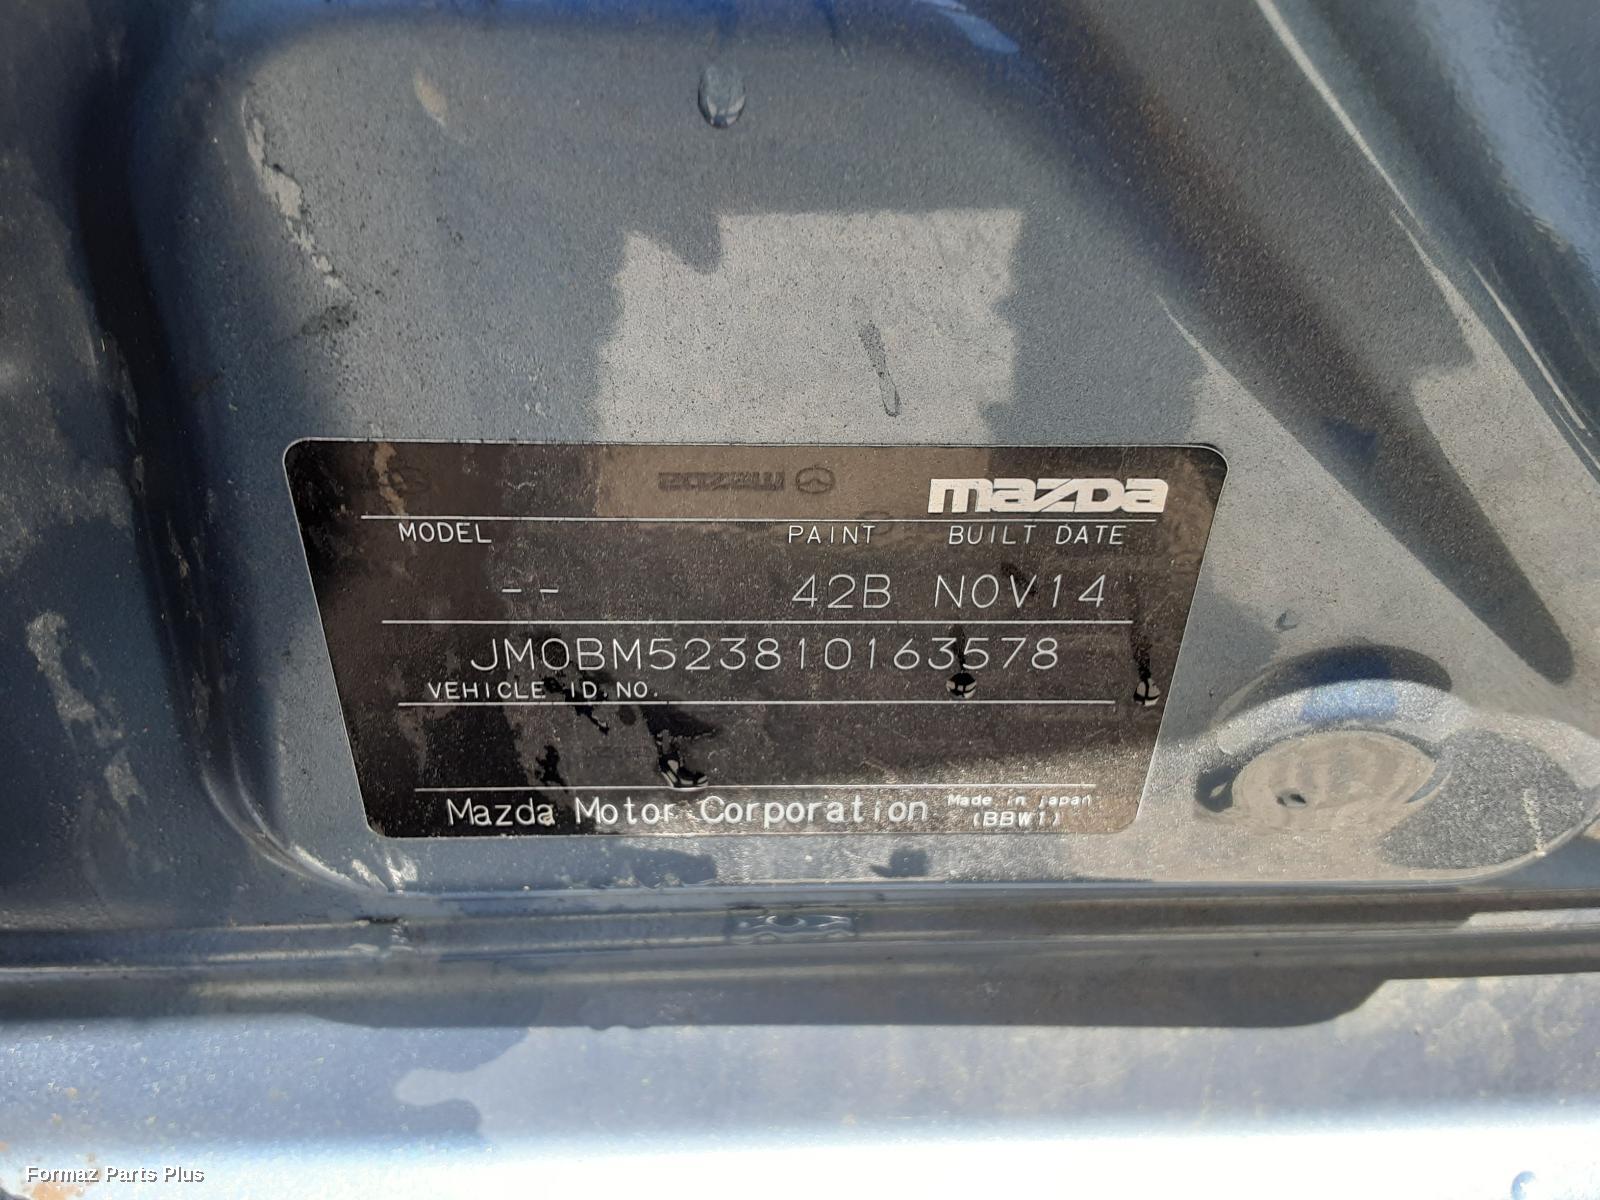 mazda
MODEL PAINT BUILT DATE
-- 42B NOV14
JM0BM523810163578
VEHICLE ID.NO.
Mazda Motor Corporation Made in Japan
(BBW1)
Formaz Parts Plus